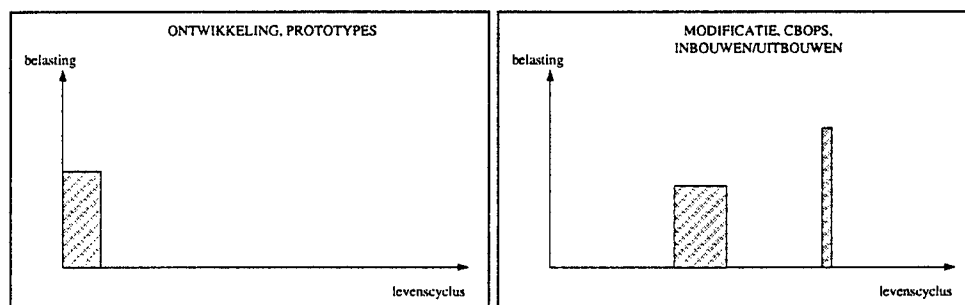 ONTWIKKELING, PROTOTYPES
belasting
levenscyclus
MODIFICATIE, CBOPS,
INBOUWEN/UITBOUWEN
belasting
levenscyclus